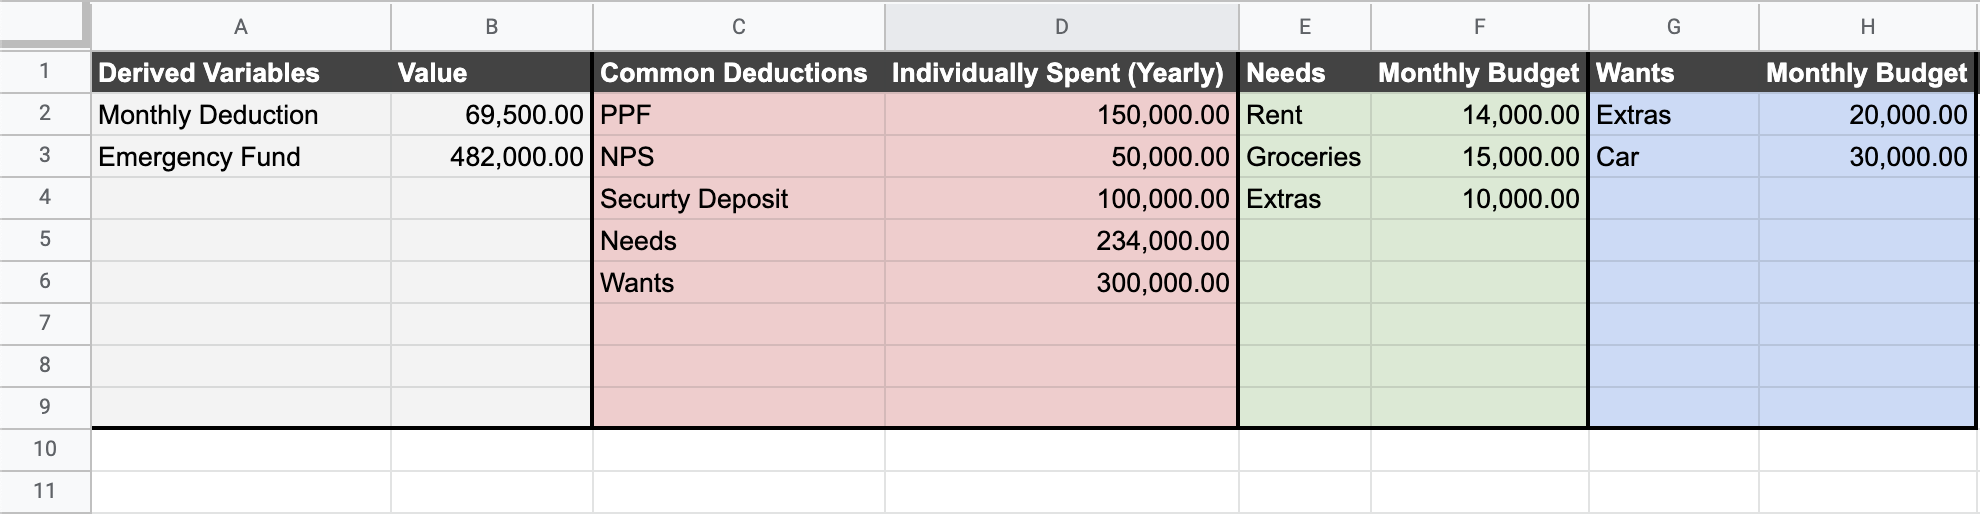 A B C D E F G H
1 Derived Variables Value Common Deductions Individually Spent (Yearly) Needs Monthly Budget Wants Monthly Budget
2 Monthly Deduction 69,500.00 PPF 150,000.00 Rent 14,000.00 Extras 20,000.00
3 Emergency Fund 482,000.00 NPS 50,000.00 Groceries 15,000.00 Car 30,000.00
4 Securty Deposit 100,000.00 Extras 10,000.00
5 Needs 234,000.00
6 Wants 300,000.00
7
8
9
10
11